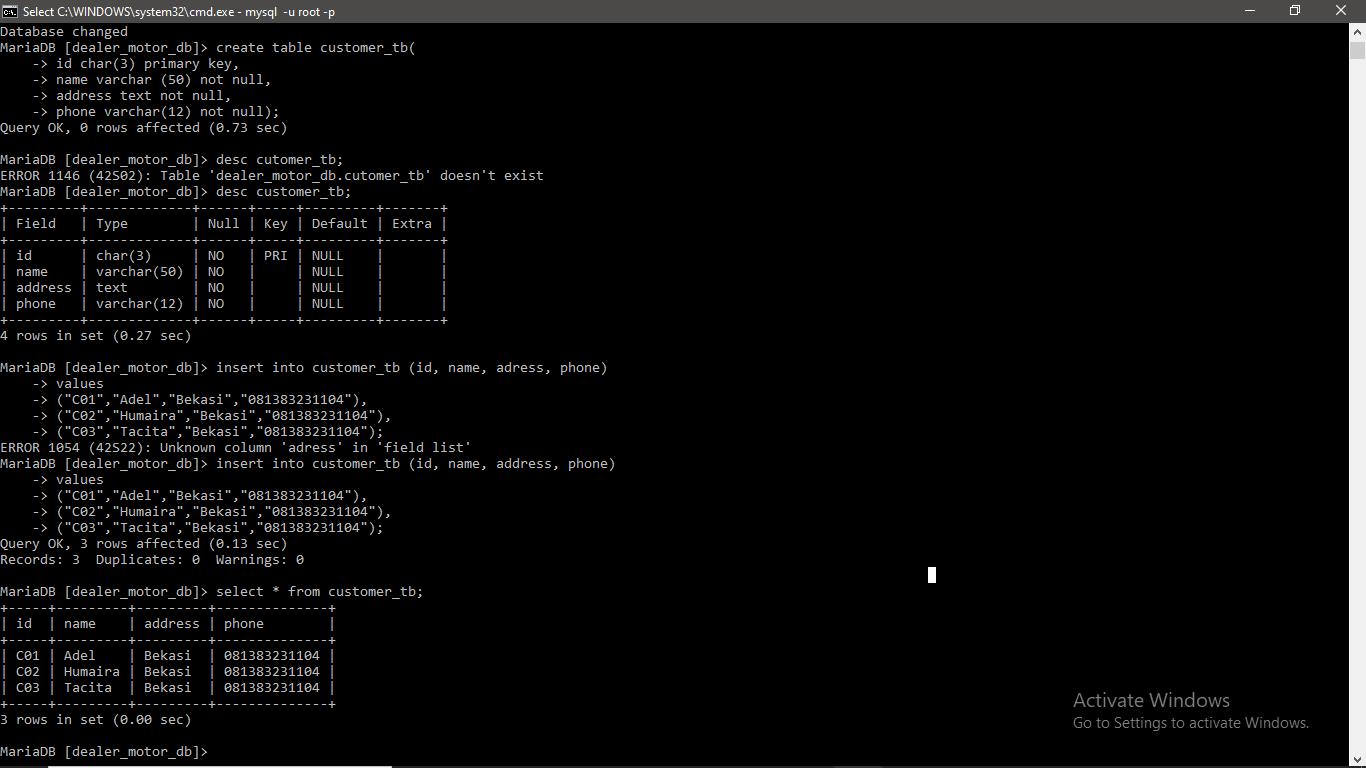 Select C:\WINDOWS\system32\cmd.exe - mysql  -u root -p
Database changed
MariaDB [dealer_motor_db]> create table customer_tb(
    -> id char(3) primary key,
    -> name varchar (50) not null,
    -> address text not null,
    -> phone varchar(12) not null);
Query OK, 0 rows affected (0.73 sec)

MariaDB [dealer_motor_db]> desc cutomer_tb;
ERROR 1146 (42S02): Table 'dealer_motor_db.cutomer_tb' doesn't exist
MariaDB [dealer_motor_db]> desc customer_tb;
+---------+-------------+------+-----+---------+-------+
| Field   | Type        | Null | Key | Default | Extra |
+---------+-------------+------+-----+---------+-------+
| id      | char(3)     | NO   | PRI | NULL    |       |
| name    | varchar(50) | NO   |     | NULL    |       |
| address | text        | NO   |     | NULL    |       |
| phone   | varchar(12) | NO   |     | NULL    |       |
+---------+-------------+------+-----+---------+-------+
4 rows in set (0.27 sec)

MariaDB [dealer_motor_db]> insert into customer_tb (id, name, adress, phone)
    -> values
    -> ("C01","Adel","Bekasi","081383231104"),
    -> ("C02","Humaira","Bekasi","081383231104"),
    -> ("C03","Tacita","Bekasi","081383231104");
ERROR 1054 (42S22): Unknown column 'adress' in 'field list'
MariaDB [dealer_motor_db]> insert into customer_tb (id, name, address, phone)
    -> values
    -> ("C01","Adel","Bekasi","081383231104"),
    -> ("C02","Humaira","Bekasi","081383231104"),
    -> ("C03","Tacita","Bekasi","081383231104");
Query OK, 3 rows affected (0.13 sec)
Records: 3  Duplicates: 0  Warnings: 0

MariaDB [dealer_motor_db]> select * from customer_tb;
+-----+---------+---------+--------------+
| id  | name    | address | phone        |
+-----+---------+---------+--------------+
| C01 | Adel    | Bekasi  | 081383231104 |
| C02 | Humaira | Bekasi  | 081383231104 |
| C03 | Tacita  | Bekasi  | 081383231104 |
+-----+---------+---------+--------------+
3 rows in set (0.00 sec)

MariaDB [dealer_motor_db]>
Activate Windows
Go to Settings to activate Windows.